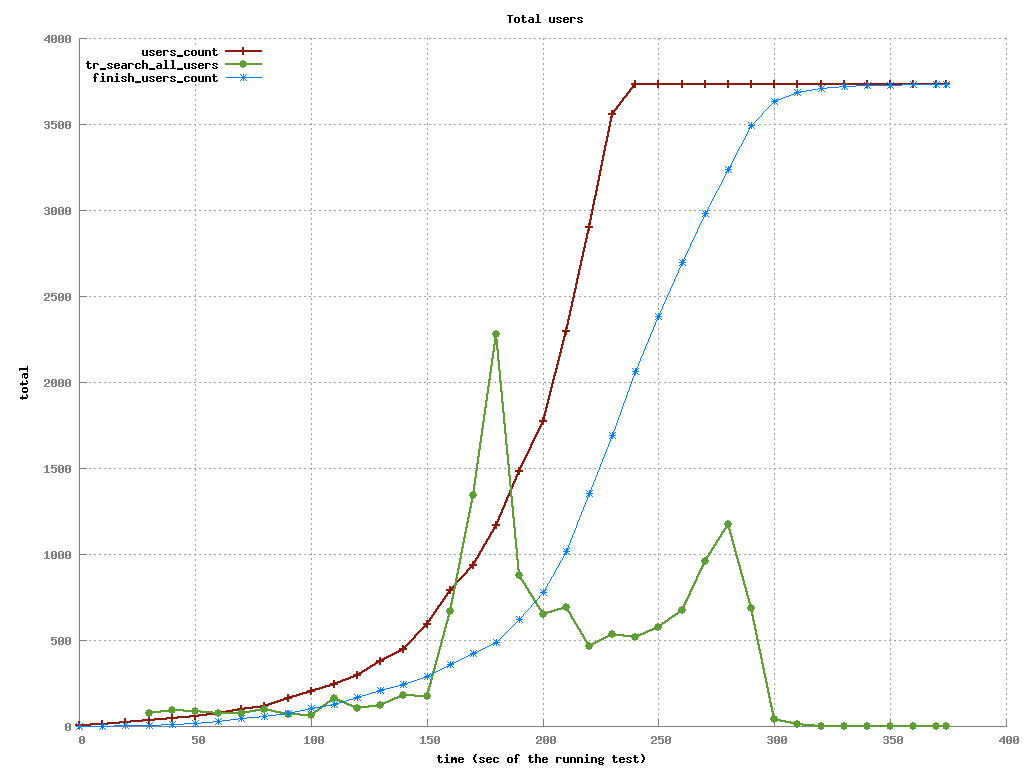 Total users
4000
users_count
tr_search_all_users
finish_users_count
3500
3000
2500
2000
total
1500
1000
500
0
0 50 100 150 200 250 300 350 400
time (sec of the running test)